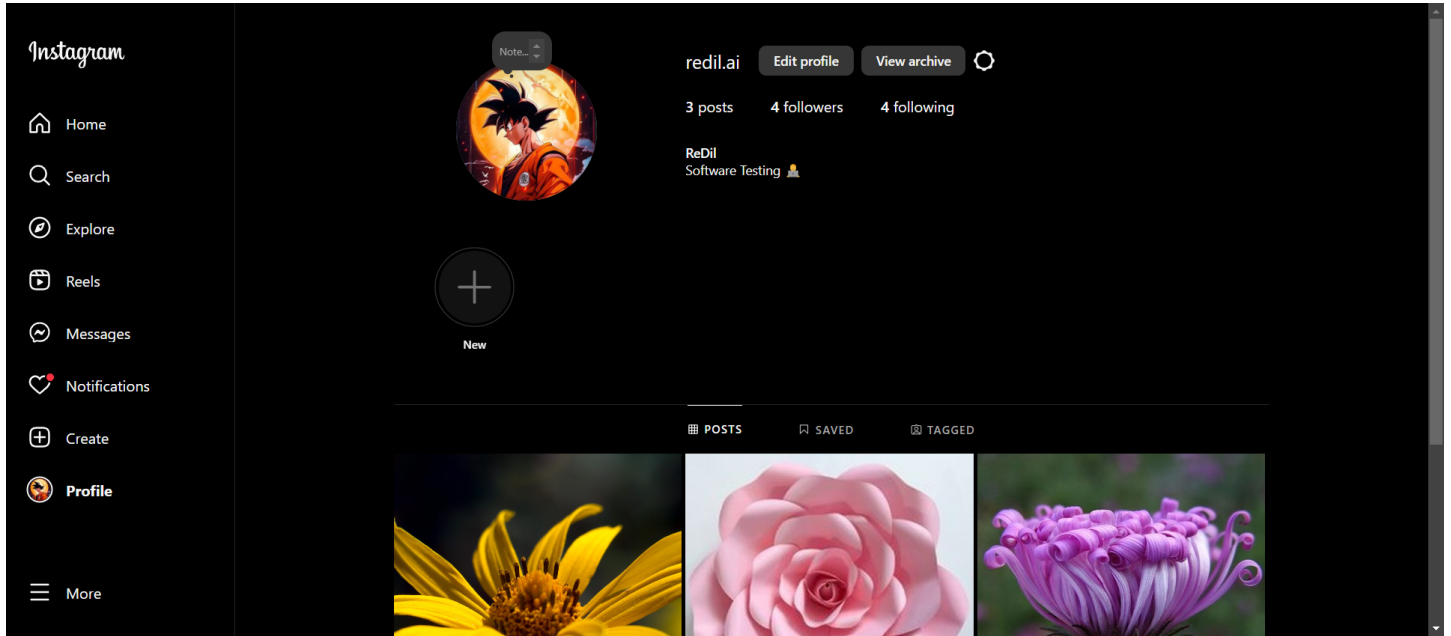 Instagram
Home
Search
Explore
Reels
Messages
Notifications
Create
Profile
More
Note...
redil.ai Edit profile View archive
3 posts 4 followers 4 following
ReDil
Software Testing 🧑‍💻
New
POSTS SAVED TAGGED